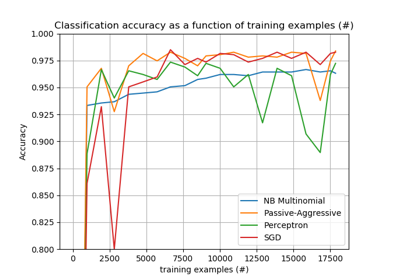 Classification accuracy as a function of training examples (#)
1.000
0.975
0.950
0.925
0.900
0.875
0.850
0.825
0.800
Accuracy
NB Multinomial
Passive-Aggressive
Perceptron
SGD
0 2500 5000 7500 10000 12500 15000 17500
training examples (#)